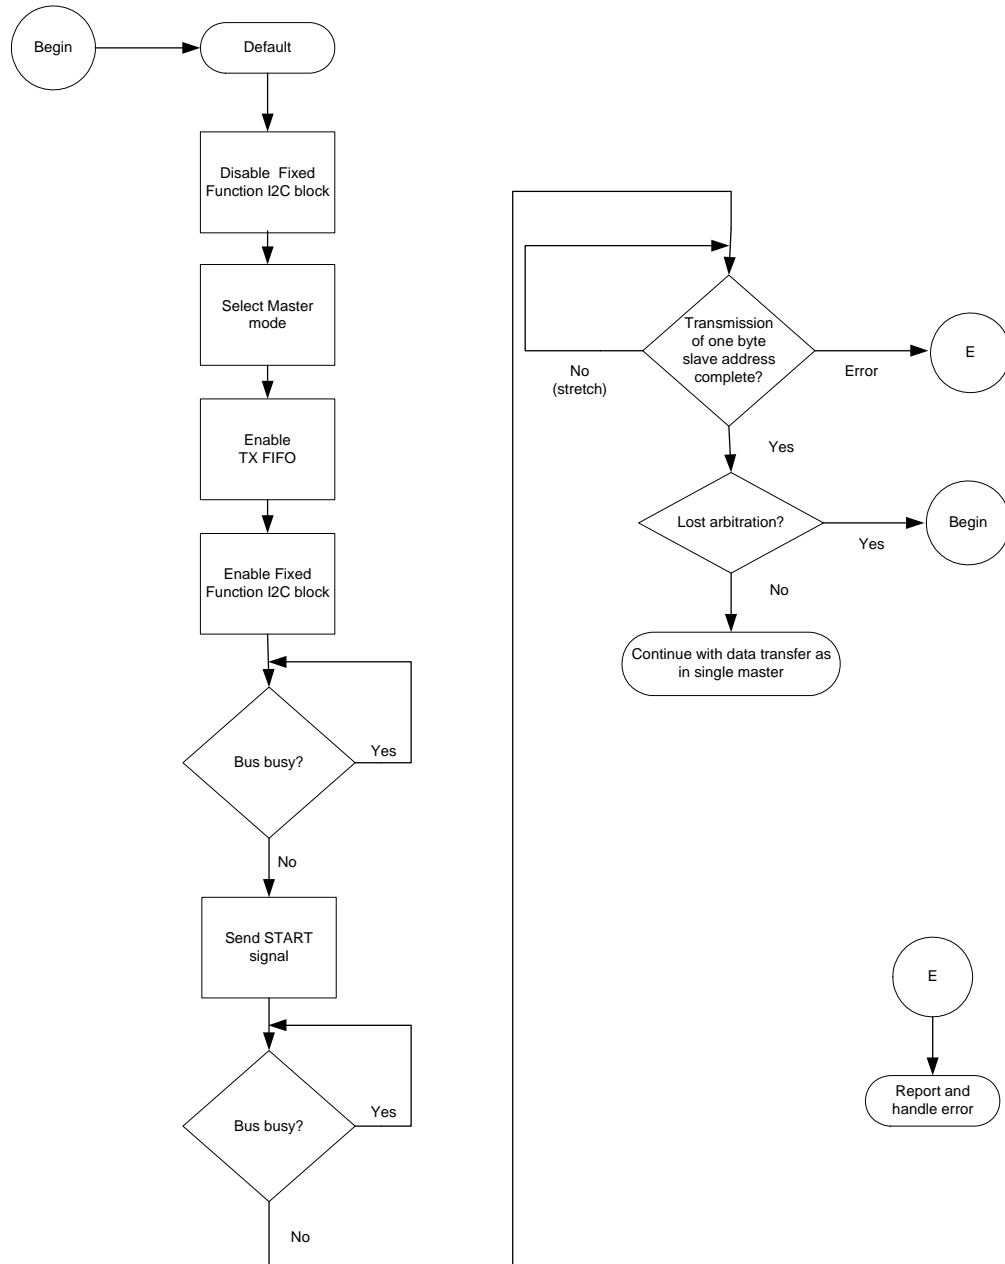 Begin
Default
Disable Fixed
Function I2C block
Select Master
mode
Enable
TX FIFO
Enable Fixed
Function I2C block
Bus busy?
Yes
No
Send START
signal
Bus busy?
Yes
No
Transmission
of one byte
slave address
complete?
No
(stretch)
Error
E
Yes
Lost arbitration?
Yes
Begin
No
Continue with data transfer as
in single master
E
Report and
handle error